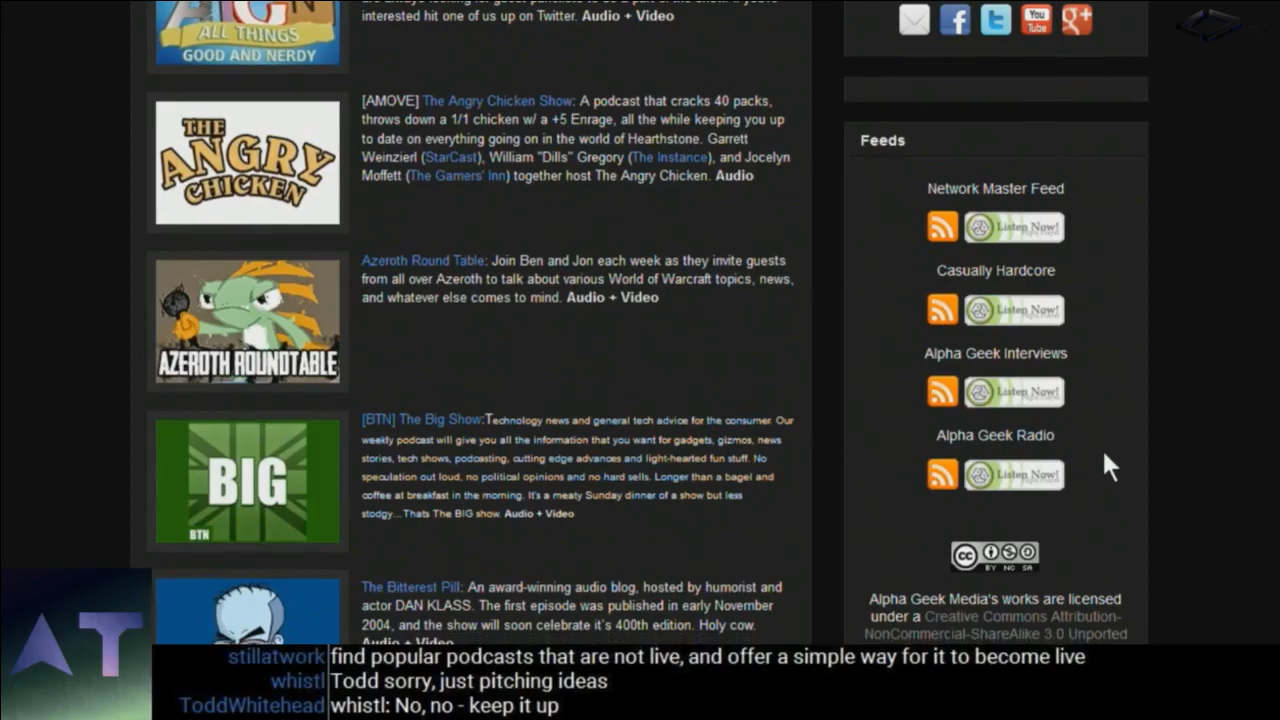 ALL THINGS
GOOD AND NERDY
interested hit one of us up on Twitter. Audio + Video
THE
ANGRY
CHICKEN
[AMOVE] The Angry Chicken Show: A podcast that cracks 40 packs,
throws down a 1/1 chicken w/ a +5 Enrage, all the while keeping you up
to date on everything going on in the world of Hearthstone. Garrett
Weinzierl (StarCast), William "Dills" Gregory (The Instance), and Jocelyn
Moffett (The Gamers' Inn) together host The Angry Chicken. Audio
AZEROTH ROUNDTABLE
Azeroth Round Table: Join Ben and Jon each week as they invite guests
from all over Azeroth to talk about various World of Warcraft topics, news,
and whatever else comes to mind. Audio + Video
BIG
BTN
[BTN] The Big Show:Technology news and general tech advice for the consumer. Our
weekly podcast will give you all the information that you want for gadgets, gizmos, news
stories, tech shows, podcasting, cutting edge advances and light-hearted fun stuff. No
speculation out loud, no political opinions and no hard sells. Longer than a bagel and
coffee at breakfast in the morning. It's a meaty Sunday dinner of a show but less
stodgy...Thats The BIG show. Audio + Video
The Bitterest Pill: An award-winning audio blog, hosted by humorist and
actor DAN KLASS. The first episode was published in early November
2004, and the show will soon celebrate it's 400th edition. Holy cow.
Audio + Video
You
Tube
Feeds
Network Master Feed
Listen Now!
Casually Hardcore
Listen Now!
Alpha Geek Interviews
Listen Now!
Alpha Geek Radio
Listen Now!
cc
BY NC SA
Alpha Geek Media's works are licensed
under a Creative Commons Attribution-
NonCommercial-ShareAlike 3.0 Unported
AT
stillatwork find popular podcasts that are not live, and offer a simple way for it to become live
whistl Todd sorry, just pitching ideas
ToddWhitehead whistl: No, no - keep it up